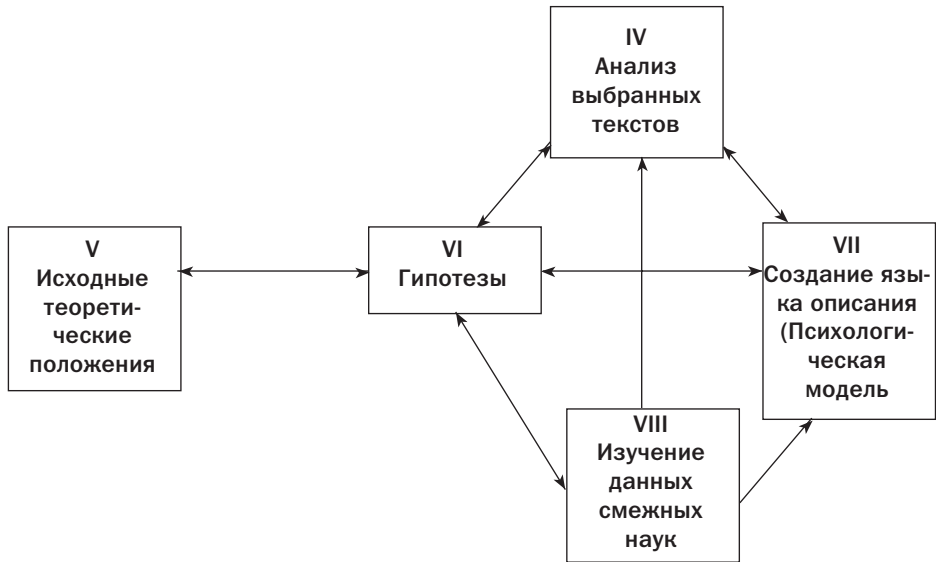 IV
Анализ
выбранных
текстов
V
Исходные
теорети-
ческие
положения
VI
Гипотезы
VII
Создание язы-
ка описания
(Психологи-
ческая
модель
VIII
Изучение
данных
смежных
наук